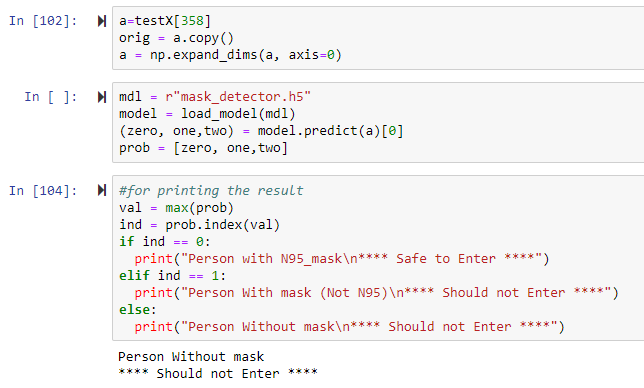 In [102]:
a=testX[358]
orig = a.copy()
a = np.expand_dims(a, axis=0)
In [ ]:
mdl = r"mask_detector.h5"
model = load_model(mdl)
(zero, one,two) = model.predict(a)[0]
prob = [zero, one,two]
In [104]:
#for printing the result
val = max(prob)
ind = prob.index(val)
if ind == 0:
  print("Person with N95_mask\n**** Safe to Enter ****")
elif ind == 1:
  print("Person With mask (Not N95)\n**** Should not Enter ****")
else:
  print("Person Without mask\n**** Should not Enter ****")
Person Without mask
**** Should not Enter ****